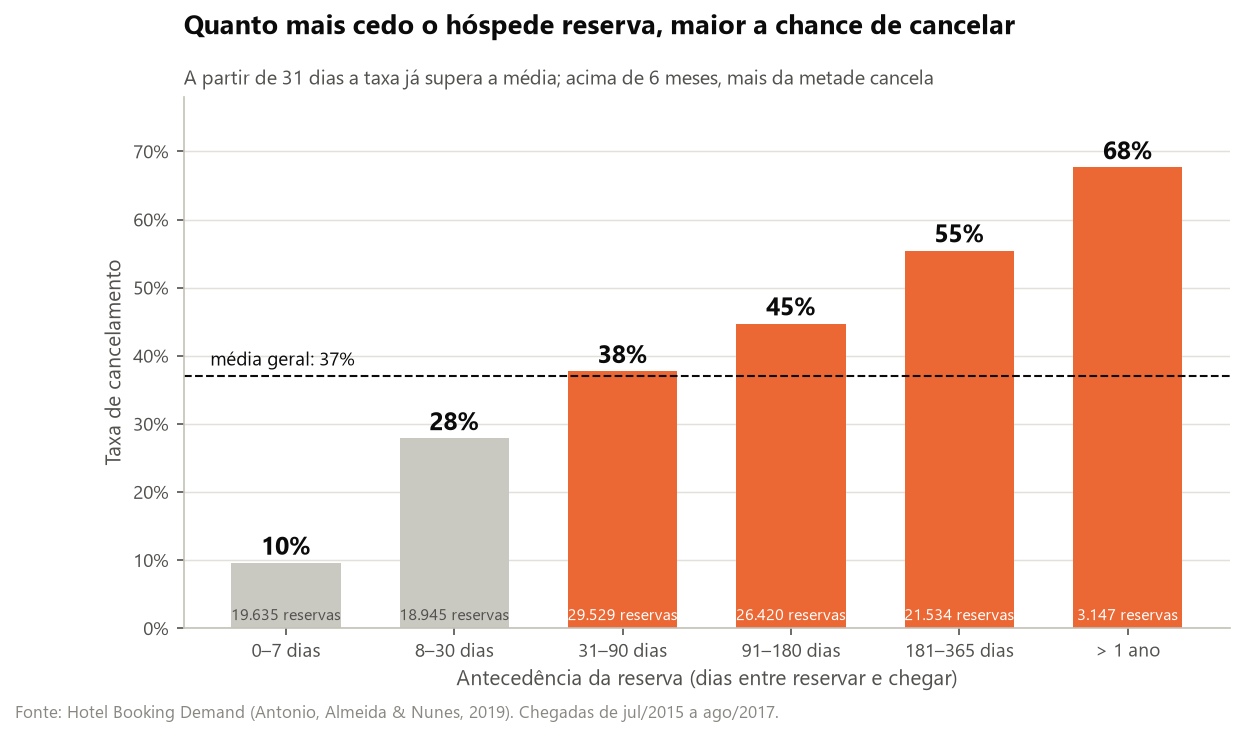 Quanto mais cedo o hóspede reserva, maior a chance de cancelar
A partir de 31 dias a taxa já supera a média; acima de 6 meses, mais da metade cancela
Taxa de cancelamento
70%
60%
50%
40%
30%
20%
10%
0%
média geral: 37%
10%
28%
38%
45%
55%
68%
19.635 reservas
18.945 reservas
29.529 reservas
26.420 reservas
21.534 reservas
3.147 reservas
0–7 dias
8–30 dias
31–90 dias
91–180 dias
181–365 dias
> 1 ano
Antecedência da reserva (dias entre reservar e chegar)
Fonte: Hotel Booking Demand (Antonio, Almeida & Nunes, 2019). Chegadas de jul/2015 a ago/2017.